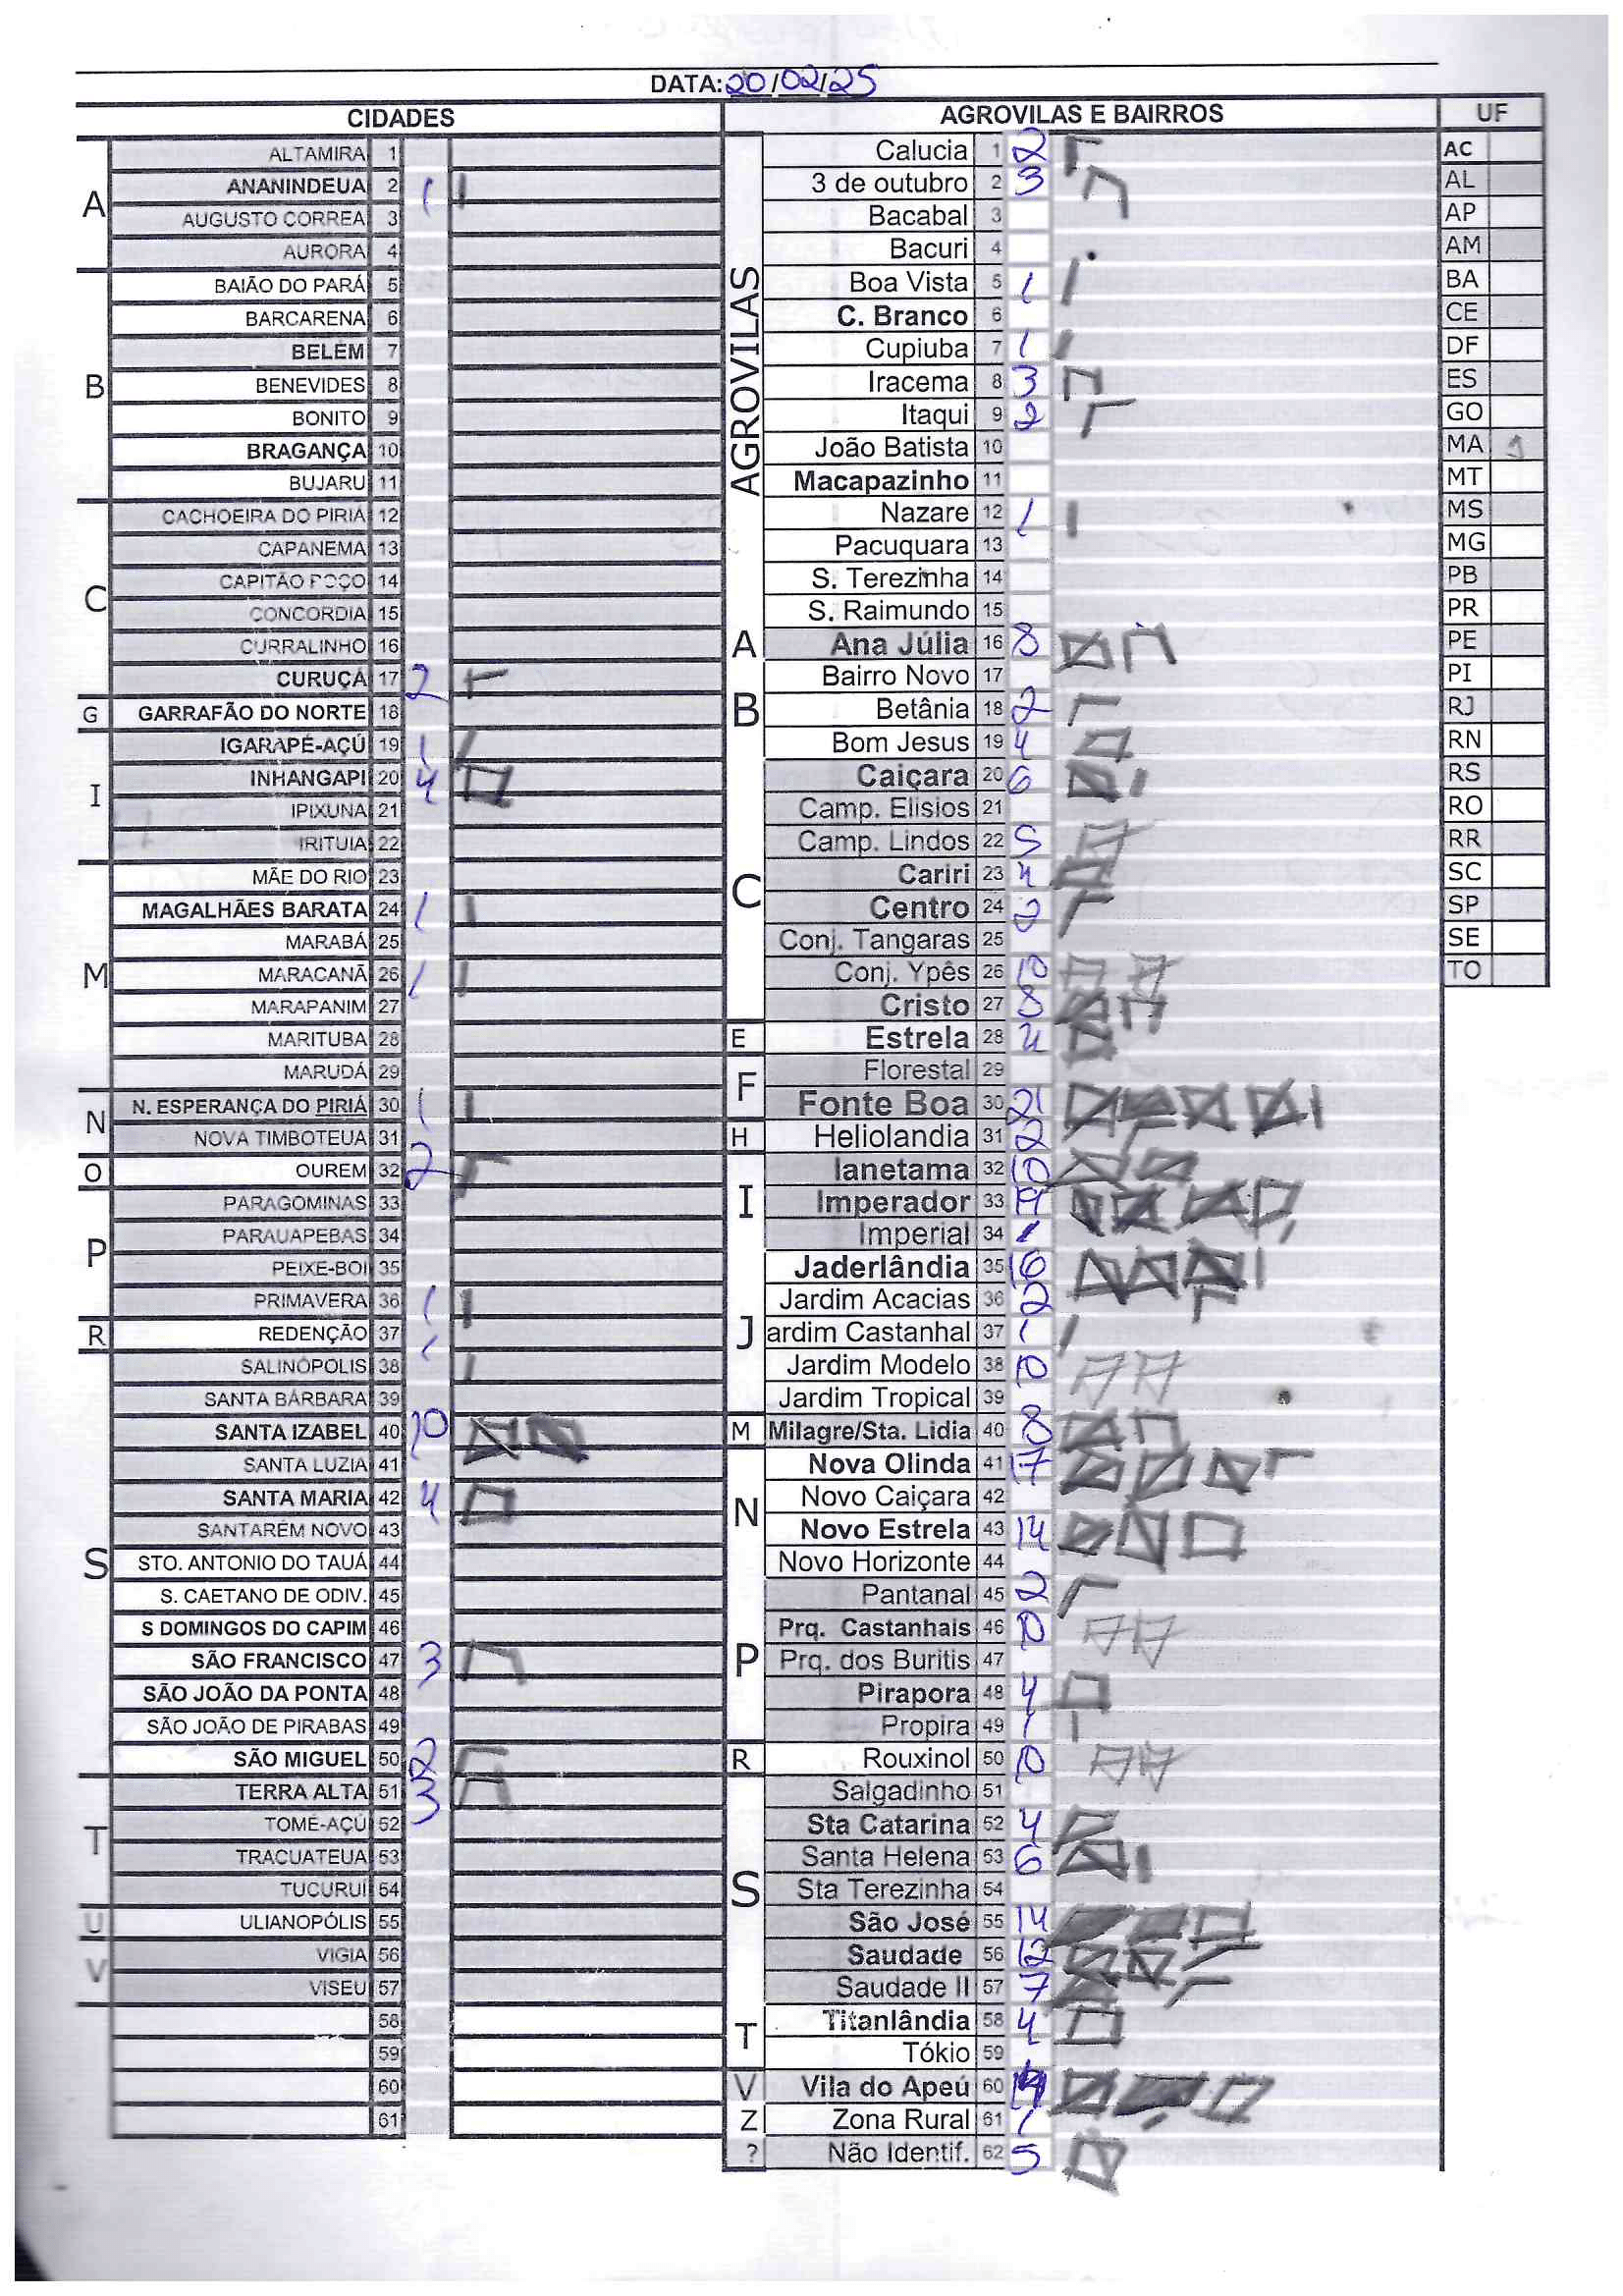 DATA: 20/02/25
CIDADES
A
ALTAMIRA 1
ANANINDEUA 2 1
AUGUSTO CORREA 3
AURORA 4
B
BAIÃO DO PARÁ 5
BARCARENA 6
BELÉM 7
BENEVIDES 8
BONITO 9
BRAGANÇA 10
BUJARU 11
C
CACHOEIRA DO PIRIÁ 12
CAPANEMA 13
CAPITÃO POÇO 14
CONCORDIA 15
CURRALINHO 16
CURUÇÁ 17 2
G
GARRAFÃO DO NORTE 18
I
IGARAPÉ-AÇÚ 19 1
INHANGAPI 20 4
IPIXUNA 21
IRITUIA 22
M
MÃE DO RIO 23
MAGALHÃES BARATA 24 1
MARABÁ 25
MARACANÃ 26 1
MARAPANIM 27
MARITUBA 28
MARUDÁ 29
N
N. ESPERANÇA DO PIRIÁ 30 1
NOVA TIMBOTEUA 31
O
OUREM 32 2
P
PARAGOMINAS 33
PARAUAPEBAS 34
PEIXE-BOI 35
PRIMAVERA 36 1
R
REDENÇÃO 37
S
SALINÓPOLIS 38 1
SANTA BÁRBARA 39
SANTA IZABEL 40 10
SANTA LUZIA 41
SANTA MARIA 42 4
SANTARÉM NOVO 43
STO. ANTONIO DO TAUÁ 44
S. CAETANO DE ODIV. 45
S DOMINGOS DO CAPIM 46
SÃO FRANCISCO 47 3
SÃO JOÃO DA PONTA 48
SÃO JOÃO DE PIRABAS 49
SÃO MIGUEL 50 2
T
TERRA ALTA 51 3
TOMÉ-AÇÚ 52
TRACUATEUA 53
TUCURUI 54
U
ULIANOPÓLIS 55
V
VIGIA 56
VISEU 57
58
59
60
61
AGROVILAS E BAIRROS
AGROVILAS
Calucia 1 2
3 de outubro 2 3
Bacabal 3
Bacuri 4
Boa Vista 5 1
C. Branco 6
Cupiuba 7 1
Iracema 8 3
Itaqui 9 2
João Batista 10
Macapazinho 11
Nazare 12 1
Pacuquara 13
S. Terezinha 14
S. Raimundo 15
A
Ana Júlia 16 8
B
Bairro Novo 17
Betânia 18 2
Bom Jesus 19 4
C
Caiçara 20 6
Camp. Elisios 21
Camp. Lindos 22 5
Cariri 23 4
Centro 24
Conj. Tangaras 25
Conj. Ypês 26 10
Cristo 27 8
E
Estrela 28 4
F
Florestal 29
Fonte Boa 30 21
H
Heliolandia 31 2
I
Ianetama 32 10
Imperador 33 19
Imperial 34 1
J
Jaderlândia 35 16
Jardim Acacias 36 2
ardim Castanhal 37 1
Jardim Modelo 38 10
Jardim Tropical 39
M
Milagre/Sta. Lidia 40 8
N
Nova Olinda 41 17
Novo Caiçara 42
Novo Estrela 43 14
Novo Horizonte 44
P
Pantanal 45 2
Prq. Castanhais 46 10
Prq. dos Buritis 47
Pirapora 48 4
Propira 49 1
R
Rouxinol 50 10
S
Salgadinho 51
Sta Catarina 52 4
Santa Helena 53 6
Sta Terezinha 54
São José 55 14
Saudade 56 12
Saudade II 57 7
T
Titanlândia 58 4
Tókio 59
V
Vila do Apeú 60 14
Z
Zona Rural 61 1
?
Não Identif. 62 5
UF
AC
AL
AP
AM
BA
CE
DF
ES
GO
MA 1
MT
MS
MG
PB
PR
PE
PI
RJ
RN
RS
RO
RR
SC
SP
SE
TO